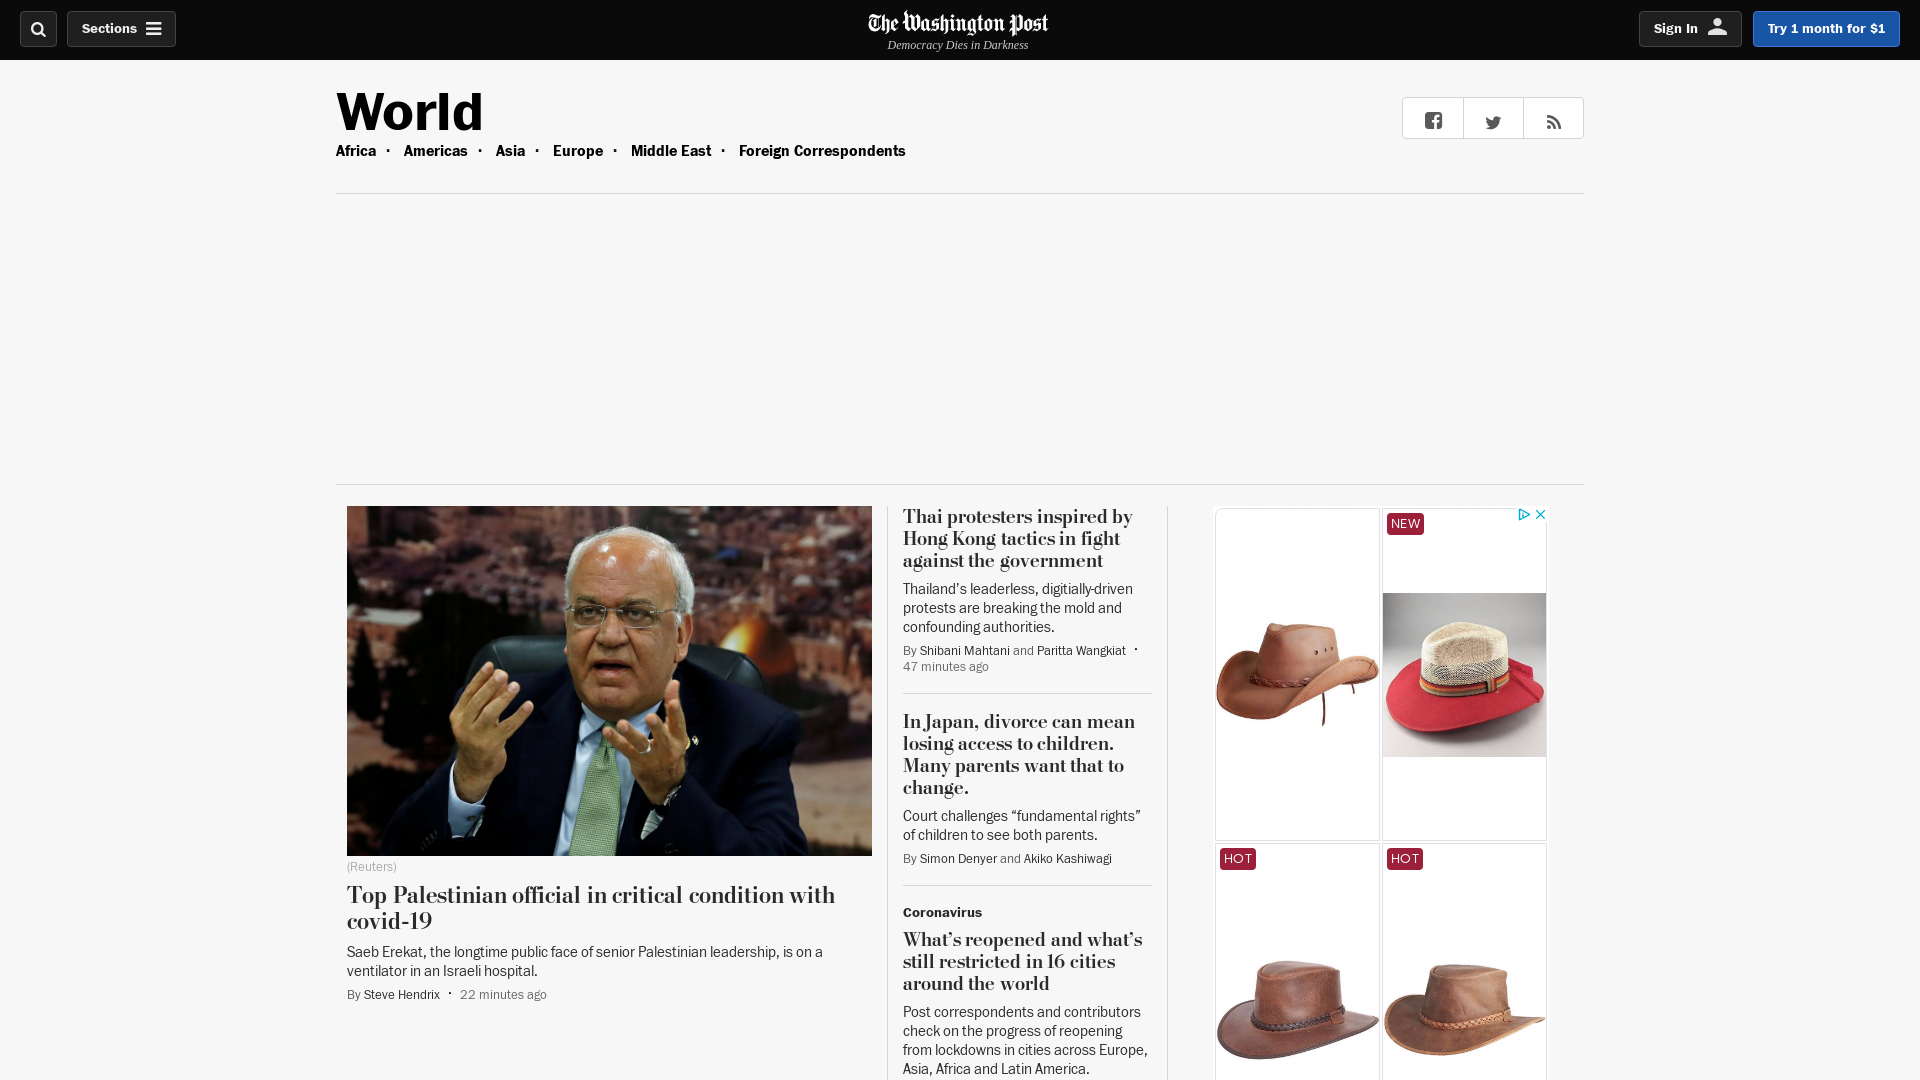 Sections
The Washington Post
Democracy Dies in Darkness
Sign In
Try 1 month for $1
World
Africa · Americas · Asia · Europe · Middle East · Foreign Correspondents
(Reuters)
Top Palestinian official in critical condition with
covid-19
Saeb Erekat, the longtime public face of senior Palestinian leadership, is on a
ventilator in an Israeli hospital.
By Steve Hendrix · 22 minutes ago
Thai protesters inspired by
Hong Kong tactics in fight
against the government
Thailand’s leaderless, digitially-driven
protests are breaking the mold and
confounding authorities.
By Shibani Mahtani and Paritta Wangkiat ·
47 minutes ago
In Japan, divorce can mean
losing access to children.
Many parents want that to
change.
Court challenges “fundamental rights”
of children to see both parents.
By Simon Denyer and Akiko Kashiwagi
Coronavirus
What’s reopened and what’s
still restricted in 16 cities
around the world
Post correspondents and contributors
check on the progress of reopening
from lockdowns in cities across Europe,
Asia, Africa and Latin America.
NEW
HOT
HOT